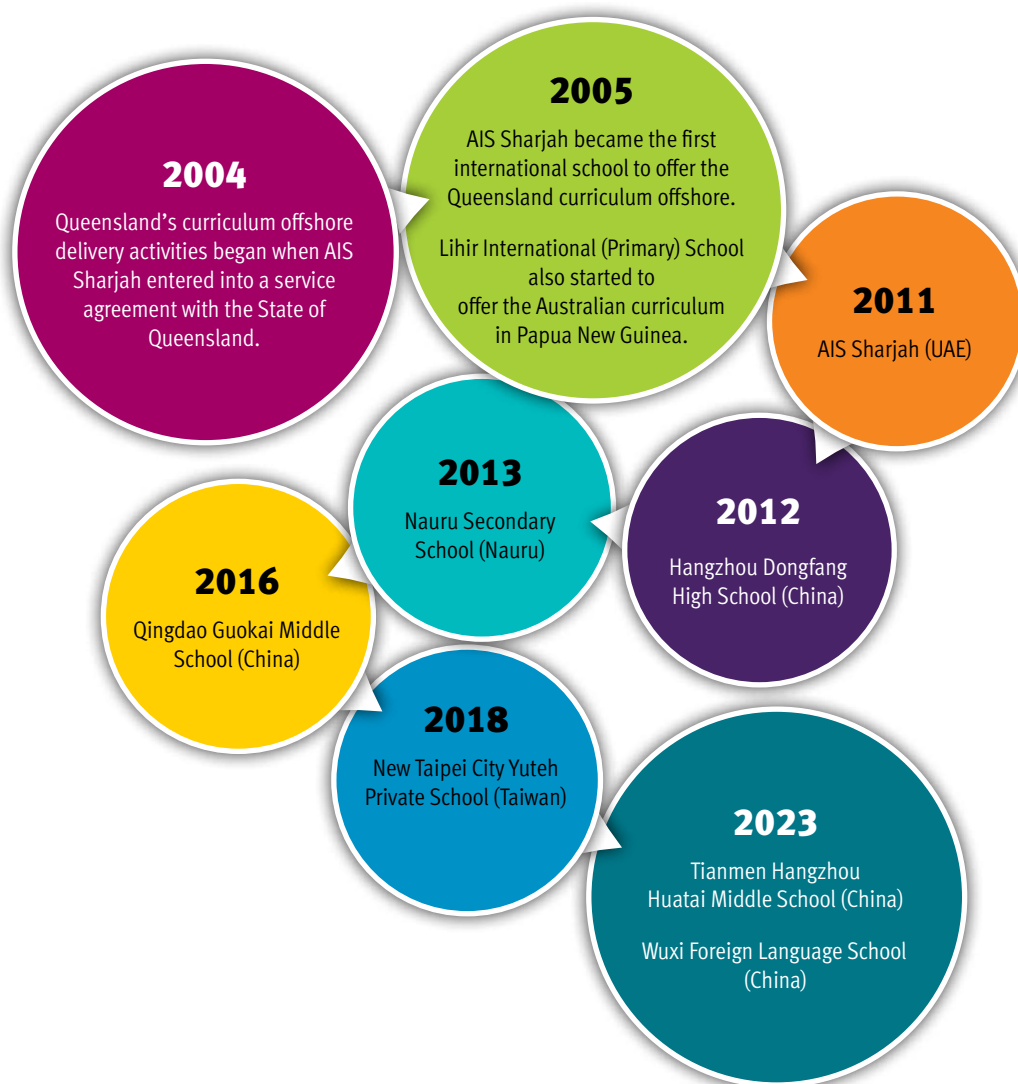 2004
Queensland's curriculum offshore
delivery activities began when AIS
Sharjah entered into a service
agreement with the State of
Queensland.
2005
AIS Sharjah became the first
international school to offer the
Queensland curriculum offshore.
Lihir International (Primary) School
also started to
offer the Australian curriculum
in Papua New Guinea.
2011
AIS Sharjah (UAE)
2012
Hangzhou Dongfang
High School (China)
2013
Nauru Secondary
School (Nauru)
2016
Qingdao Guokai Middle
School (China)
2018
New Taipei City Yuteh
Private School (Taiwan)
2023
Tianmen Hangzhou
Huatai Middle School (China)
Wuxi Foreign Language School
(China)